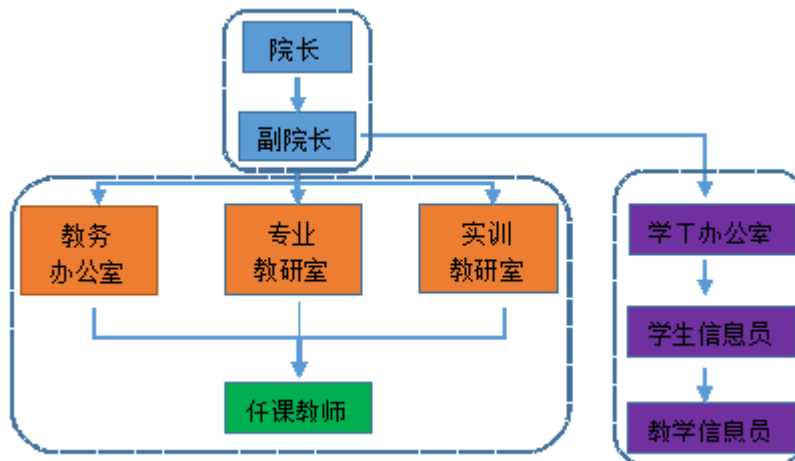 院长
副院长
教务
办公室
专业
教研室
实训
教研室
学工办公室
学生信息员
任课教师
教学信息员